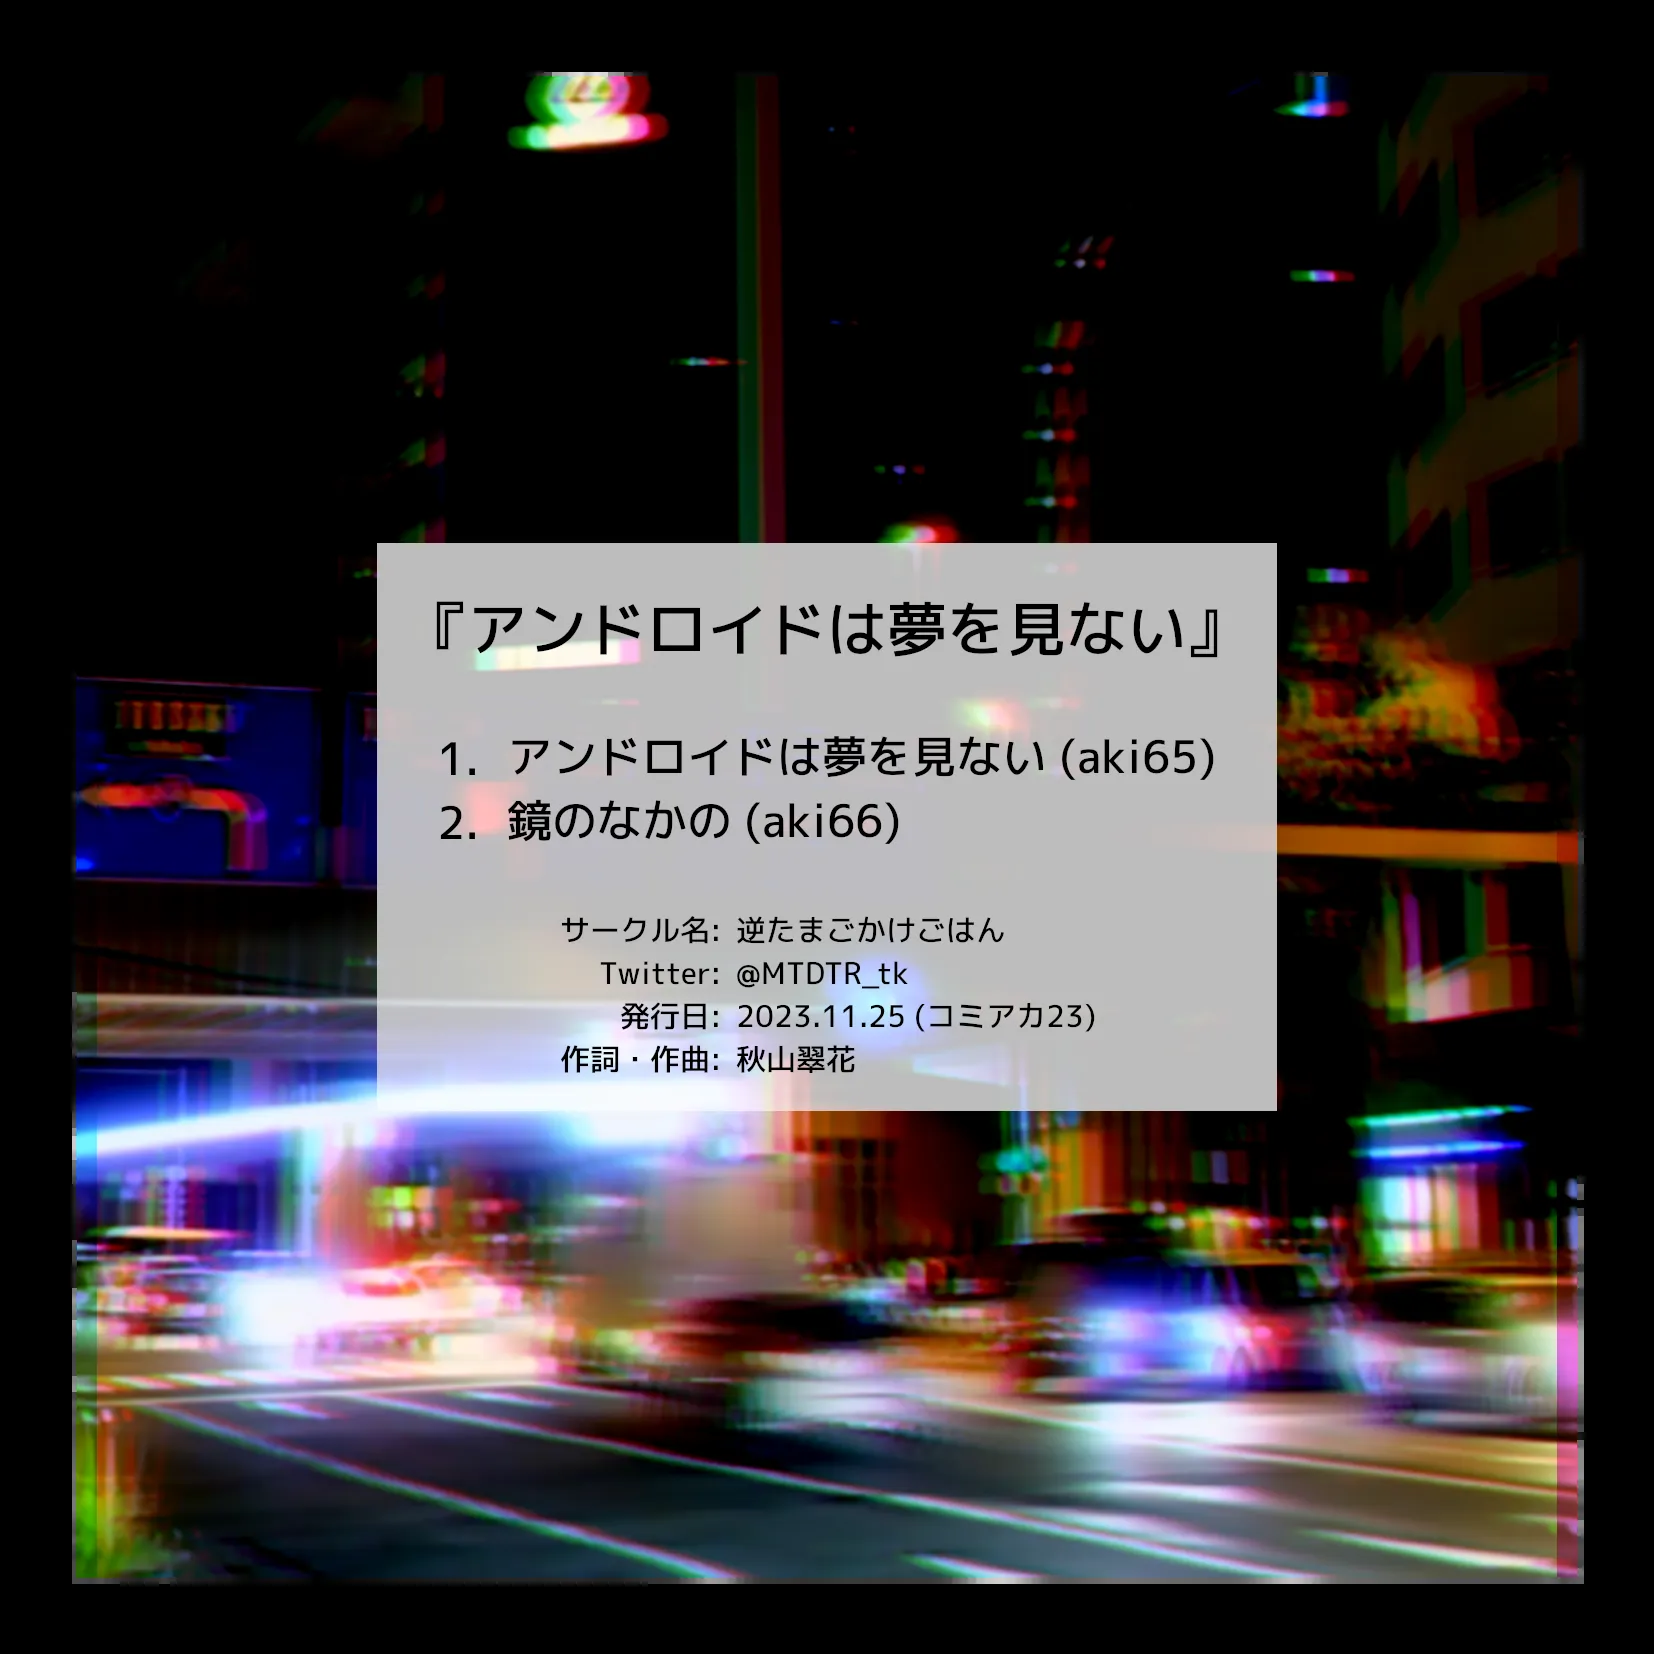 『アンドロイドは夢を見ない』
1. アンドロイドは夢を見ない (aki65)
2. 鏡のなかの (aki66)
サークル名: 逆たまごかけごはん
Twitter: @MTDTR_tk
発行日: 2023.11.25 (コミアカ23)
作詞・作曲: 秋山翠花